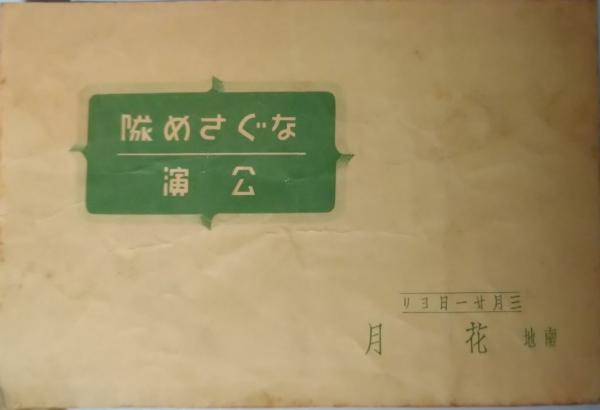 なぐさめ隊
公演
三月廿一日ヨリ
南地 花月